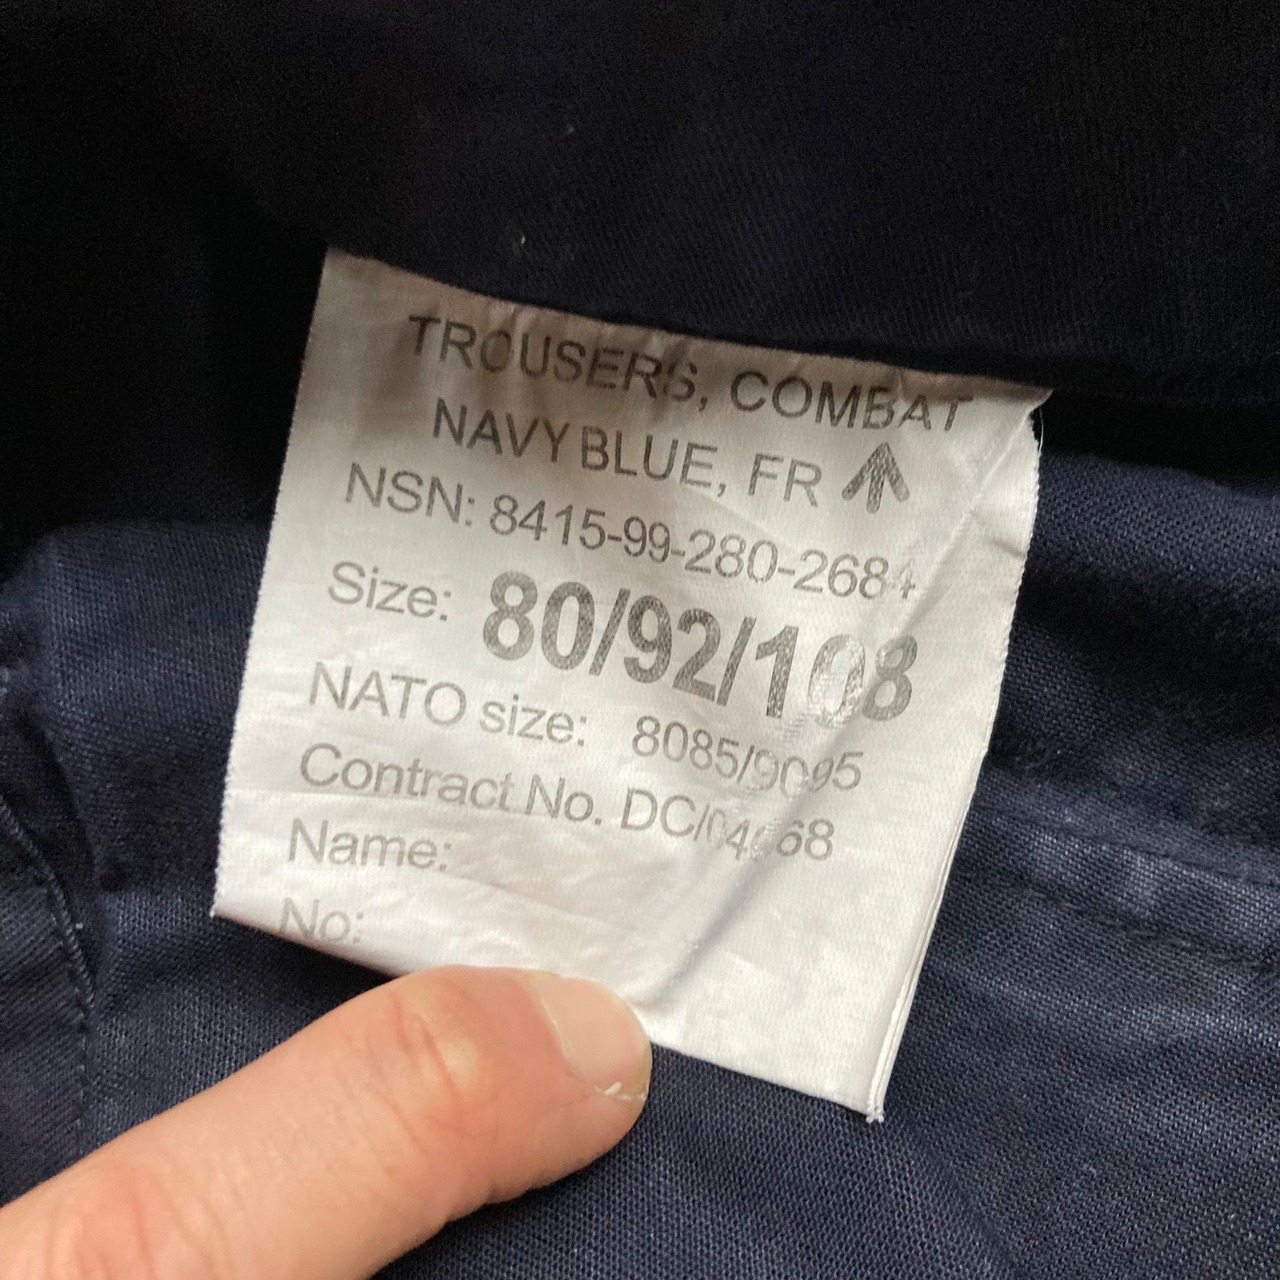 TROUSERS, COMBAT
NAVY BLUE, FR
NSN: 8415-99-280-2684
Size: 80/92/108
NATO size: 8085/9095
Contract No.
Name:
No: